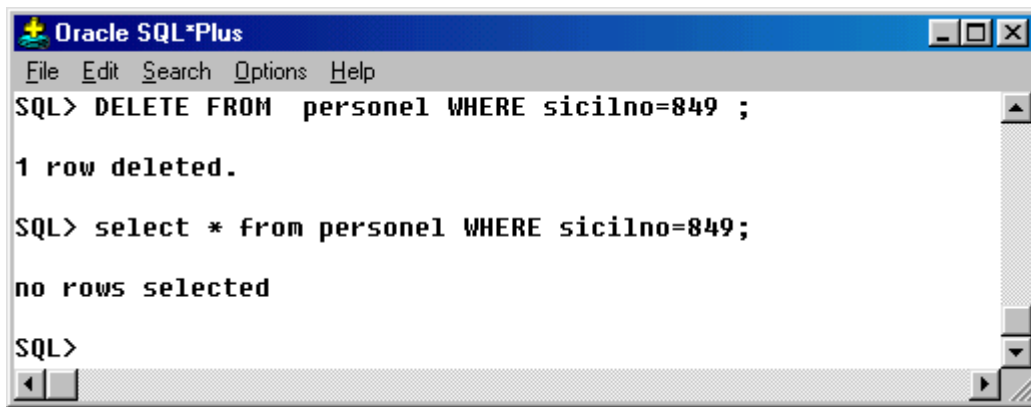 Oracle SQL*Plus
File Edit Search Options Help
SQL> DELETE FROM  personel WHERE sicilno=849 ;
1 row deleted.
SQL> select * from personel WHERE sicilno=849;
no rows selected
SQL>